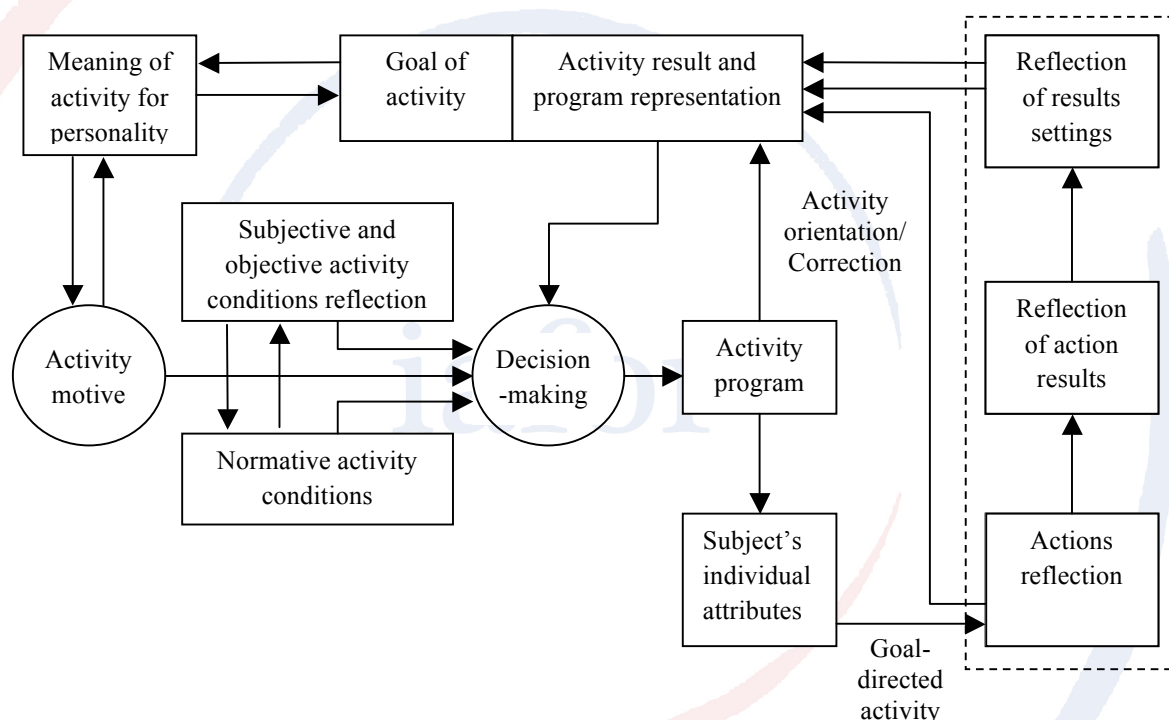 Meaning of
activity for
personality
Goal of
activity
Activity result and
program representation
Reflection
of results
settings
Subjective and
objective activity
conditions reflection
Activity
orientation/
Correction
Activity
motive
Decision
-making
Activity
program
Reflection
of action
results
Normative activity
conditions
Subject’s
individual
attributes
Actions
reflection
Goal-
directed
activity
iafor